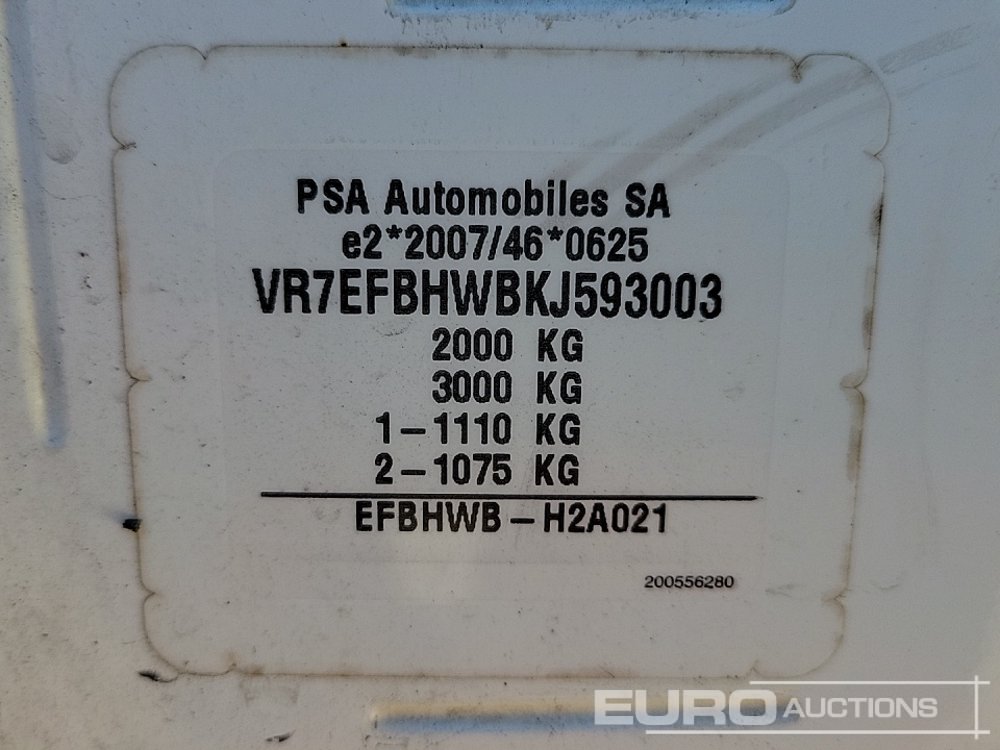 PSA Automobiles SA
e2*2007/46*0625
VR7EFBHWBKJ593003
2000 KG
3000 KG
1-1110 KG
2-1075 KG
EFBHWB-H2A021
200556280
EURO AUCTIONS